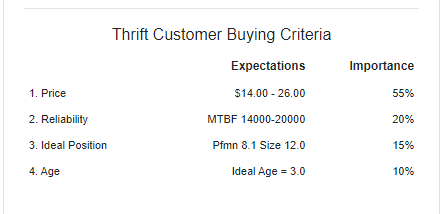 Thrift Customer Buying Criteria
Expectations Importance
1. Price $14.00 - 26.00 55%
2. Reliability MTBF 14000-20000 20%
3. Ideal Position Pfmn 8.1 Size 12.0 15%
4. Age Ideal Age = 3.0 10%